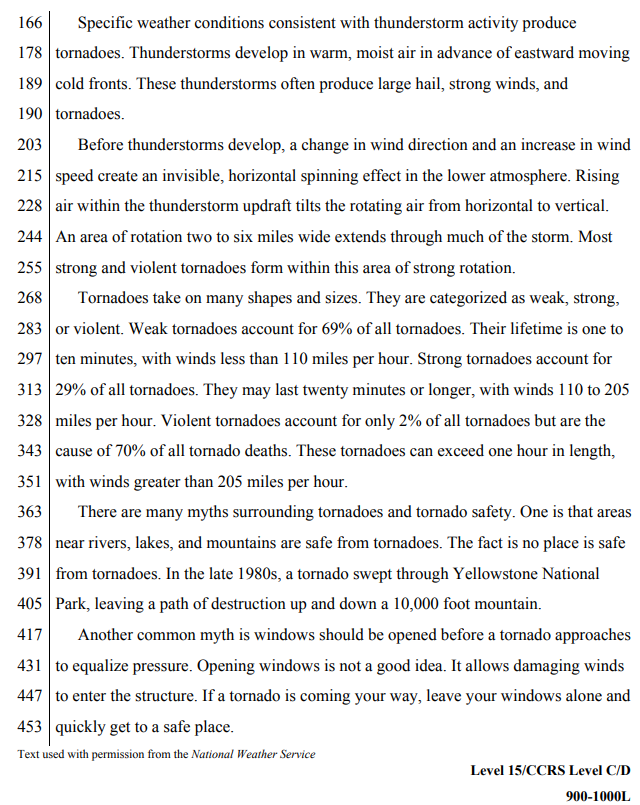 166 Specific weather conditions consistent with thunderstorm activity produce
178 tornadoes. Thunderstorms develop in warm, moist air in advance of eastward moving
189 cold fronts. These thunderstorms often produce large hail, strong winds, and
190 tornadoes.
203 Before thunderstorms develop, a change in wind direction and an increase in wind
215 speed create an invisible, horizontal spinning effect in the lower atmosphere. Rising
228 air within the thunderstorm updraft tilts the rotating air from horizontal to vertical.
244 An area of rotation two to six miles wide extends through much of the storm. Most
255 strong and violent tornadoes form within this area of strong rotation.
268 Tornadoes take on many shapes and sizes. They are categorized as weak, strong,
283 or violent. Weak tornadoes account for 69% of all tornadoes. Their lifetime is one to
297 ten minutes, with winds less than 110 miles per hour. Strong tornadoes account for
313 29% of all tornadoes. They may last twenty minutes or longer, with winds 110 to 205
328 miles per hour. Violent tornadoes account for only 2% of all tornadoes but are the
343 cause of 70% of all tornado deaths. These tornadoes can exceed one hour in length,
351 with winds greater than 205 miles per hour.
363 There are many myths surrounding tornadoes and tornado safety. One is that areas
378 near rivers, lakes, and mountains are safe from tornadoes. The fact is no place is safe
391 from tornadoes. In the late 1980s, a tornado swept through Yellowstone National
405 Park, leaving a path of destruction up and down a 10,000 foot mountain.
417 Another common myth is windows should be opened before a tornado approaches
431 to equalize pressure. Opening windows is not a good idea. It allows damaging winds
447 to enter the structure. If a tornado is coming your way, leave your windows alone and
453 quickly get to a safe place.
Text used with permission from the National Weather Service
Level 15/CCRS Level C/D
900-1000L